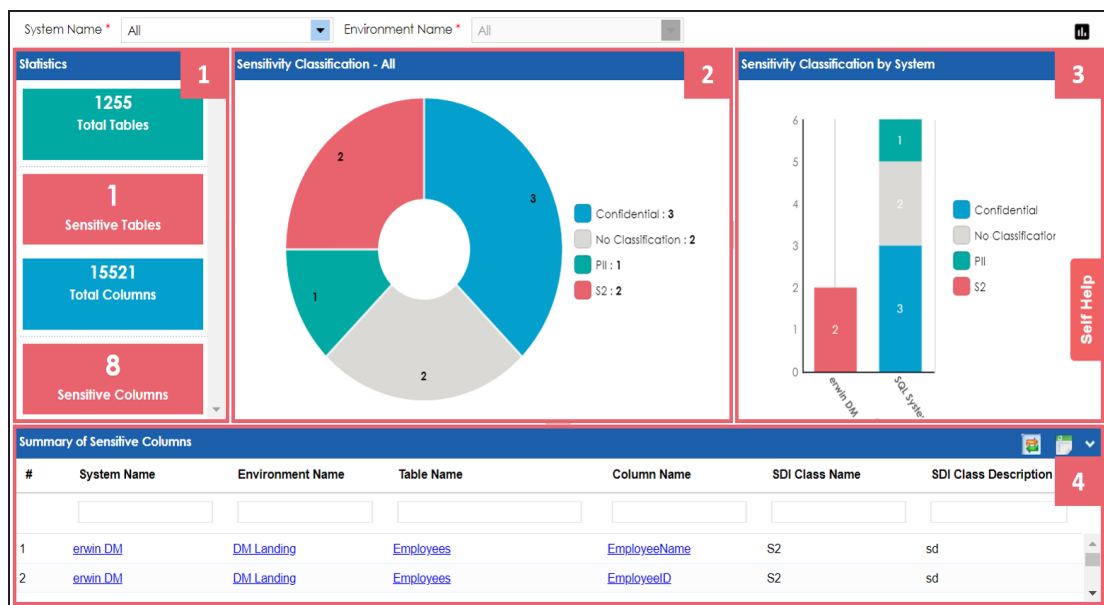 System Name * All Environment Name * All
Statistics 1
1255
Total Tables
1
Sensitive Tables
15521
Total Columns
8
Sensitive Columns
Sensitivity Classification - All 2
2
3
1
2
Confidential : 3
No Classification : 2
PII : 1
S2 : 2
Sensitivity Classification by System 3
6
5
4
3
2
1
0
2
1
2
3
erwin DM
SQL Syste
Confidential
No Classification
PII
S2
Self Help
Summary of Sensitive Columns 4
# System Name Environment Name Table Name Column Name SDI Class Name SDI Class Description
1 erwin DM DM Landing Employees EmployeeName S2 sd
2 erwin DM DM Landing Employees EmployeeID S2 sd